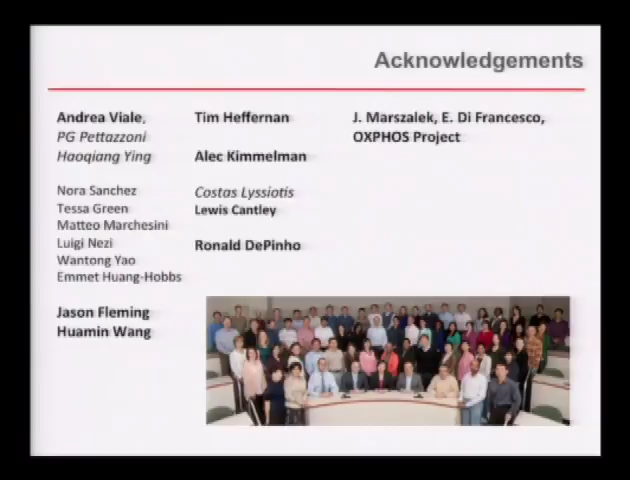 Acknowledgements
Andrea Viale,
PG Pettazzoni
Haoqiang Ying
Nora Sanchez
Tessa Green
Matteo Marchesini
Luigi Nezi
Wantong Yao
Emmet Huang-Hobbs
Jason Fleming
Huamin Wang
Tim Heffernan
Alec Kimmelman
Costas Lyssiotis
Lewis Cantley
Ronald DePinho
J. Marszalek, E. Di Francesco,
OXPHOS Project